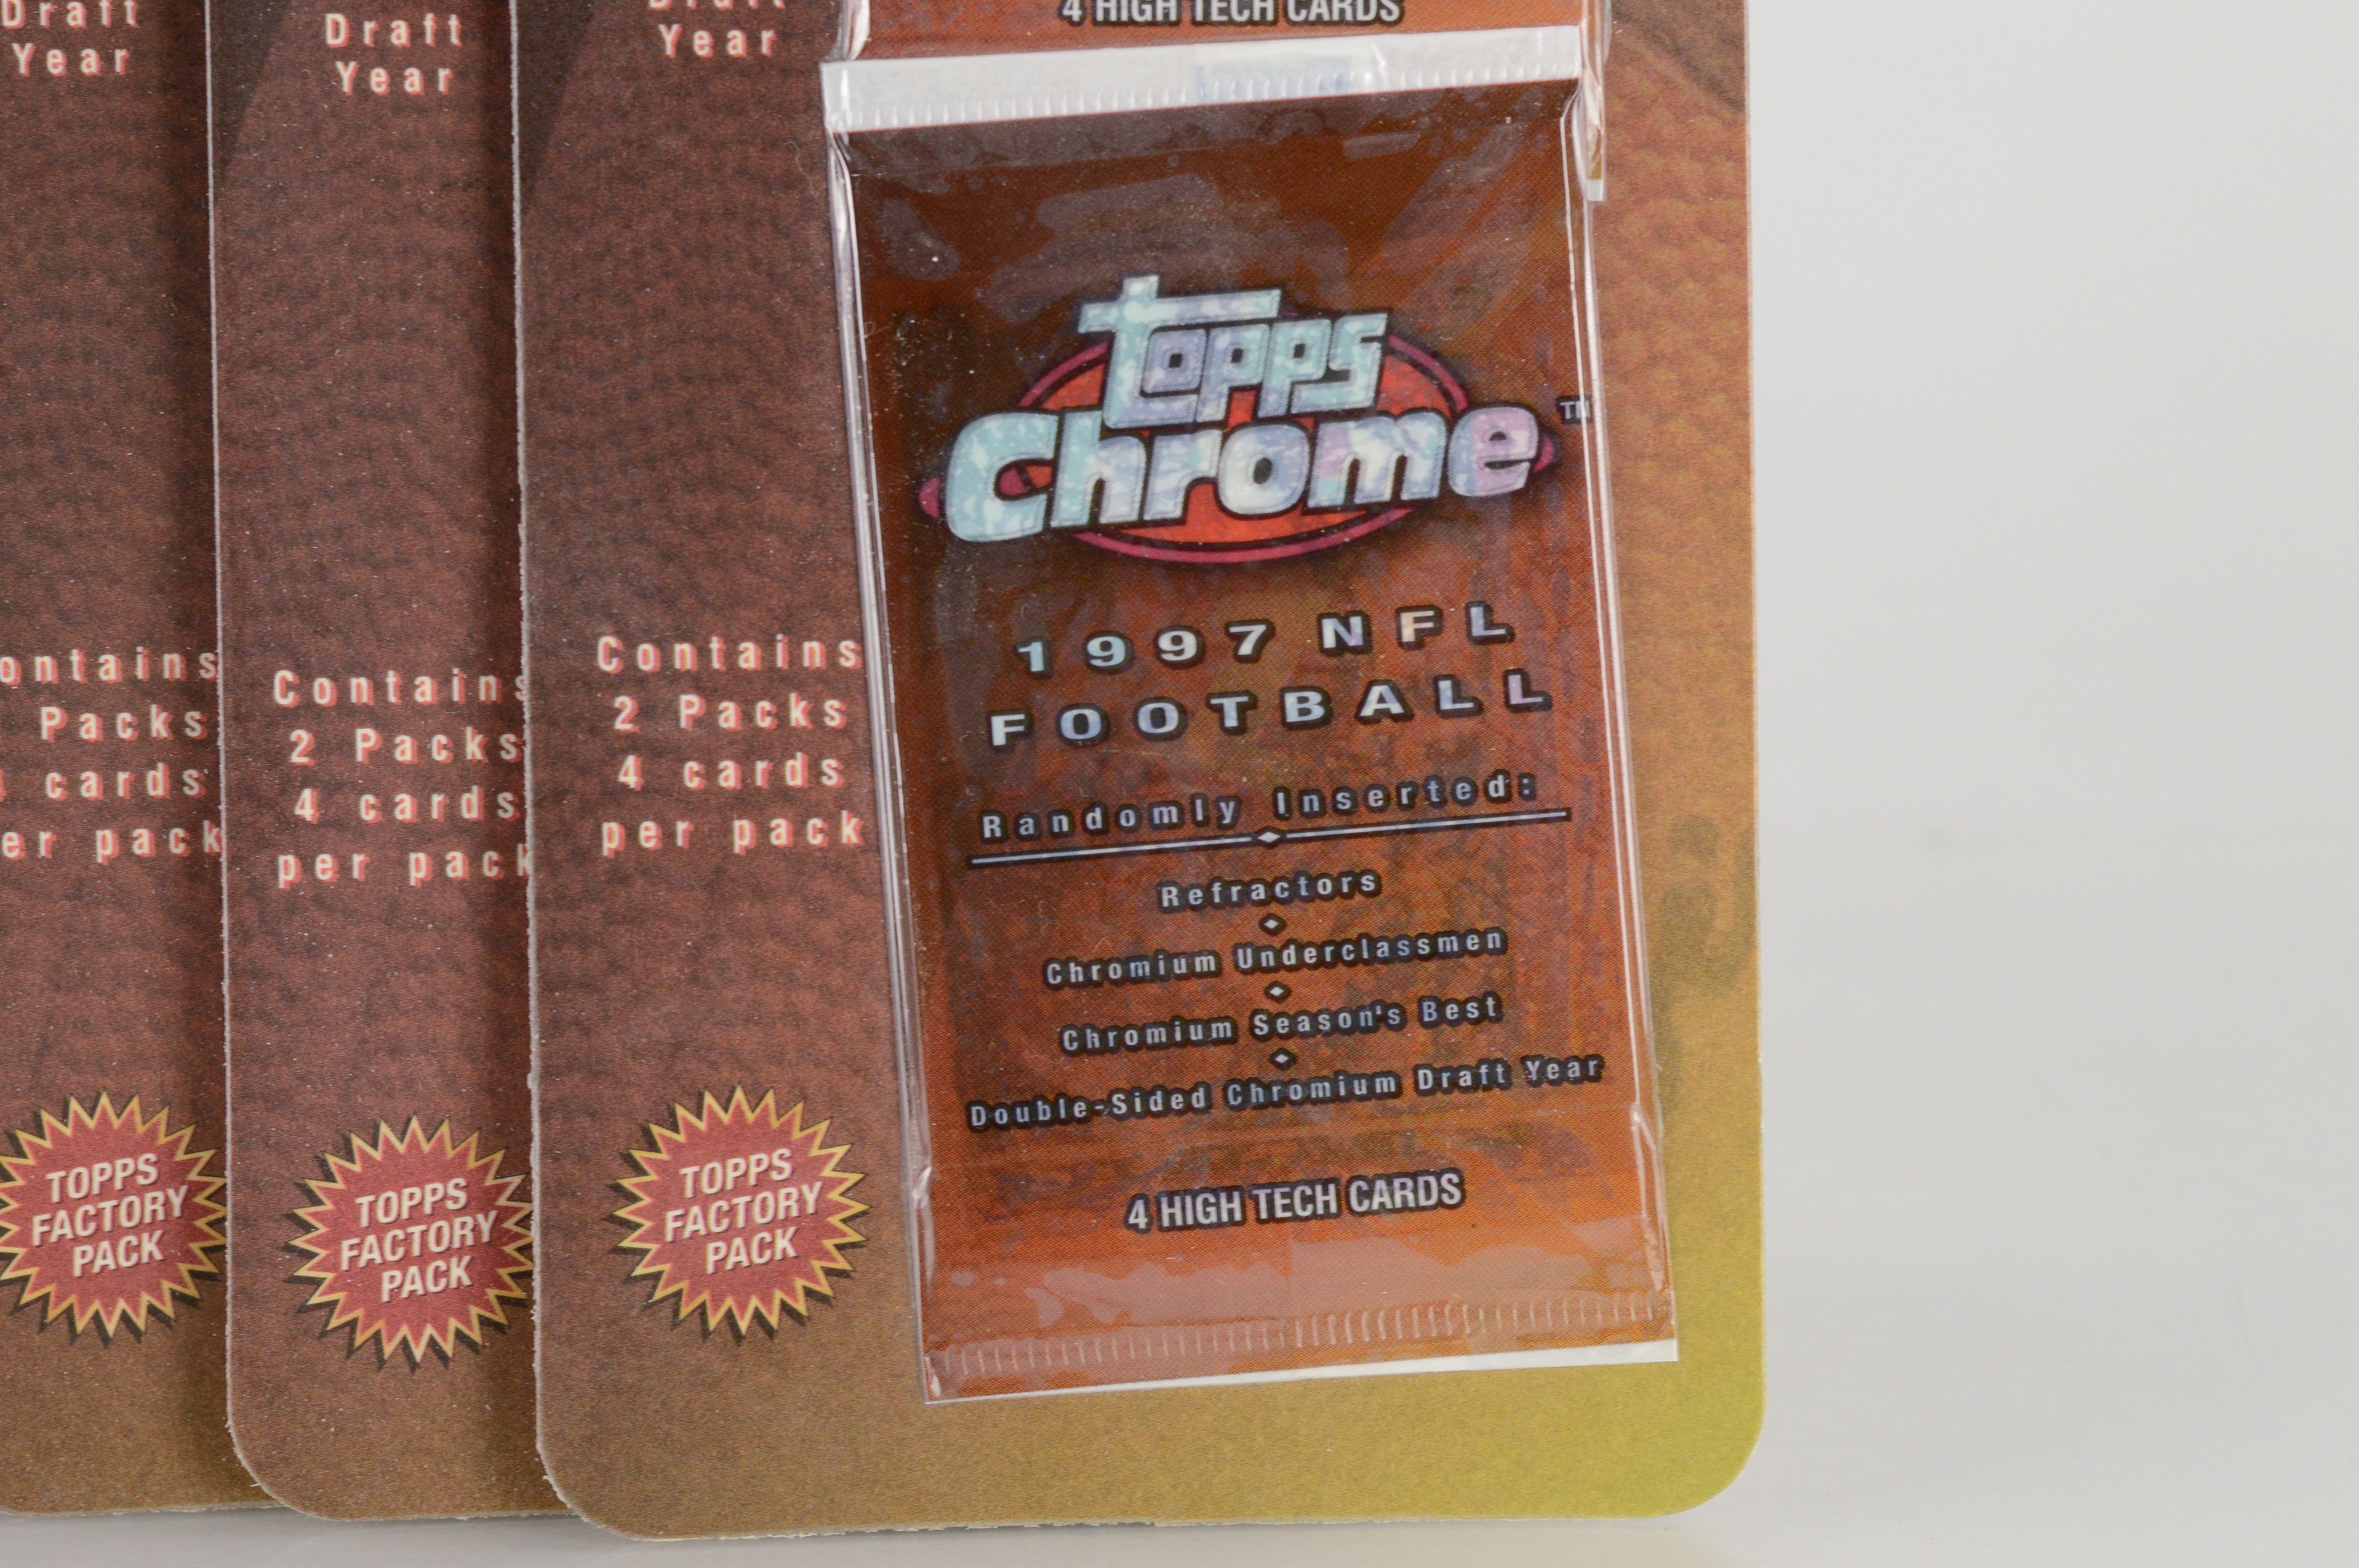 Draft
Year
ontains
Packs
cards
er pack
TOPPS
FACTORY
PACK
Draft
Year
Contains
2 Packs
4 cards
per pack
TOPPS
FACTORY
PACK
Draft
Year
Contains
2 Packs
4 cards
per pack
TOPPS
FACTORY
PACK
4 HIGH TECH CARDS
topps
Chrome™
1997 NFL
FOOTBALL
Randomly Inserted:
Refractors
Chromium Underclassmen
Chromium Season's Best
Double-Sided Chromium Draft Year
4 HIGH TECH CARDS